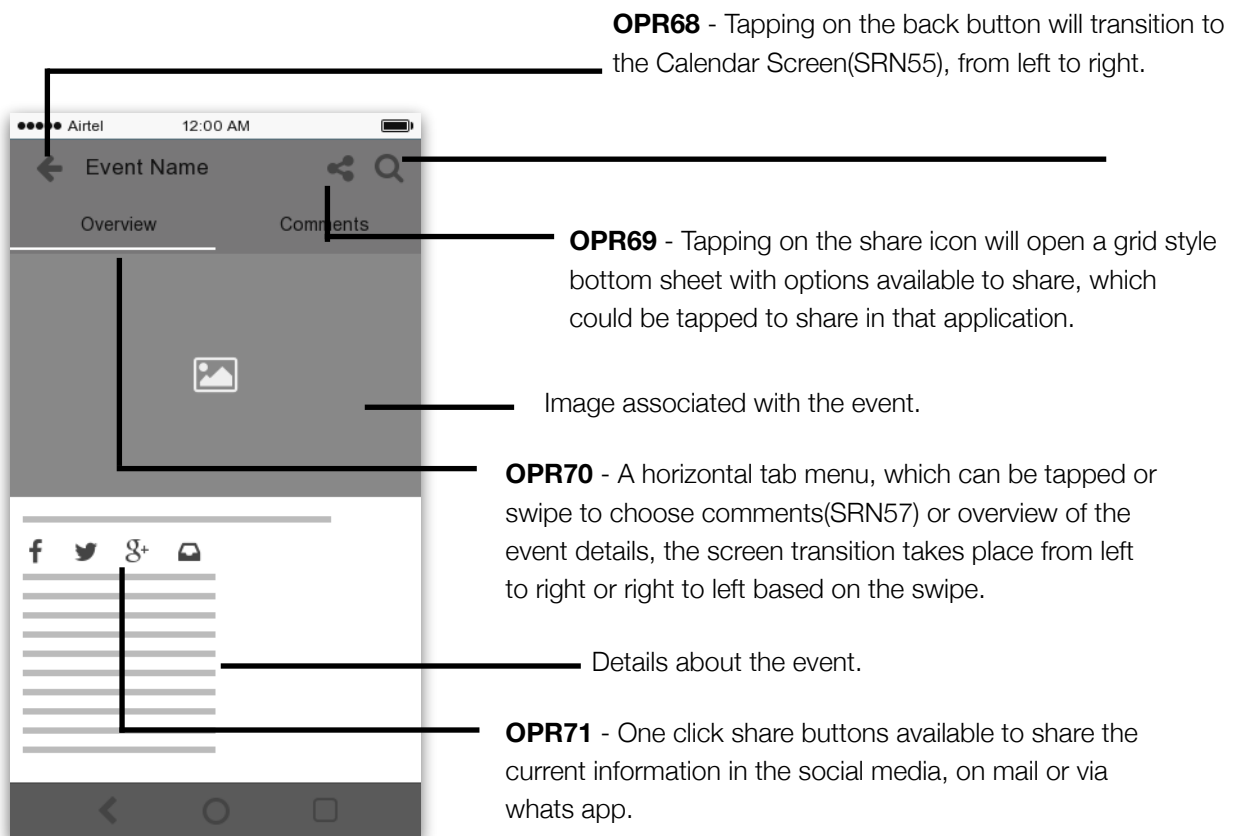 OPR68 - Tapping on the back button will transition to
the Calendar Screen(SRN55), from left to right.
Airtel 12:00 AM
Event Name
Overview Comments
OPR69 - Tapping on the share icon will open a grid style
bottom sheet with options available to share, which
could be tapped to share in that application.
Image associated with the event.
OPR70 - A horizontal tab menu, which can be tapped or
swipe to choose comments(SRN57) or overview of the
event details, the screen transition takes place from left
to right or right to left based on the swipe.
Details about the event.
OPR71 - One click share buttons available to share the
current information in the social media, on mail or via
whats app.